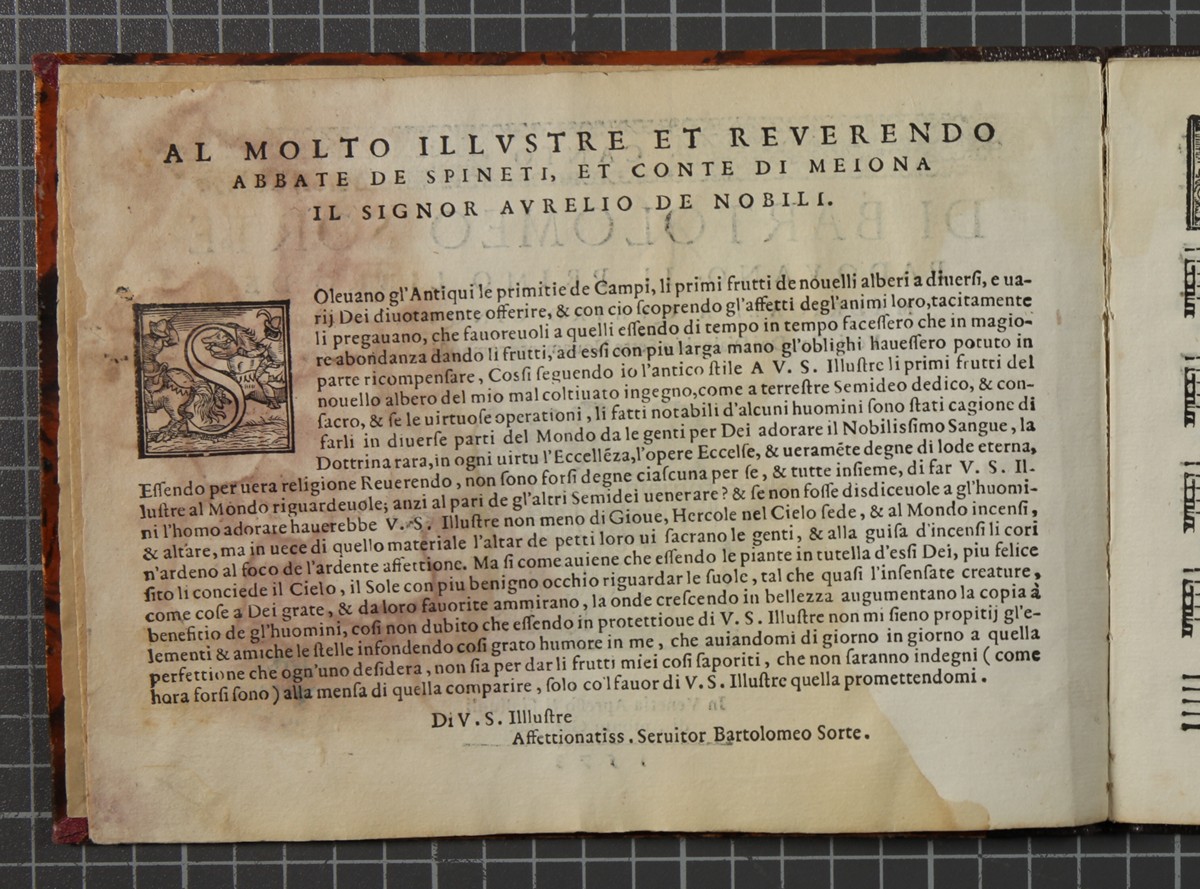 AL MOLTO ILLVSTRE ET REVERENDO
ABBATE DE SPINETI, ET CONTE DI MEIONA
IL SIGNOR AVRELIO DE NOBILI.
SOleuano gl'Antiqui le primitie de Campi, li primi frutti de nouelli alberi a diuerſi, e ua-
rij Dei diuotamente offerire, & con cio ſcoprendo gl'affetti degl'animi loro, tacitamente
li pregauano, che fauoreuoli a quelli eſſendo di tempo in tempo faceſſero che in magio-
re abondanza dando li frutti, ad eſsi con piu larga mano gl'oblighi haueſſero potuto in
parte ricompenſare, Coſſi ſeguendo io l'antico ſtile A V. S. Illuſtre li primi frutti del
nouello albero del mio mal coltiuato ingegno, come a terreſtre Semideo dedico, & con-
ſacro, & ſe le uirtuoſe operationi, li fatti notabili d'alcuni huomini ſono ſtati cagione di
farli in diuerſe parti del Mondo da le genti per Dei adorare il Nobiliſsimo Sangue, la
Dottrina rara, in ogni uirtu l'Eccellẽza, l'opere Eccelſe, & ueramẽte degne di lode eterna,
Eſſendo per uera religione Reuerendo, non ſono forſi degne ciaſcuna per ſe, & tutte inſieme, di far V. S. Il-
luſtre al Mondo riguardeuole; anzi al pari de gl'altri Semidei uenerare? & ſe non foſſe disdiceuole a gl'huomi-
ni l'homo adorare hauerebbe V. S. Illuſtre non meno di Gioue, Hercole nel Cielo ſede, & al Mondo incenſi,
& altare, ma in uece di quello materiale l'altar de petti loro ui ſacrano le genti, & alla guiſa d'incenſi li cori
n'ardeno al foco de l'ardente affettione. Ma ſi come auiene che eſſendo le piante in tutella d'eſsi Dei, piu felice
ſito li conciede il Cielo, il Sole con piu benigno occhio riguardar le ſuole, tal che quaſi l'inſenſate creature,
come coſe a Dei grate, & da loro fauorite ammirano, la onde creſcendo in bellezza augumentano la copia à
benefitio de gl'huomini, coſi non dubito che eſſendo in protettioue di V. S. Illuſtre non mi ſieno propitij gl'e-
lementi & amiche le ſtelle infondendo coſi grato humore in me, che auiandomi di giorno in giorno a quella
perfettione che ogn'uno deſidera, non ſia per dar li frutti miei coſi ſaporiti, che non ſaranno indegni ( come
hora forſi ſono ) alla menſa di quella comparire, ſolo co'l fauor di V. S. Illuſtre quella promettendomi.
Di V. S. Illluſtre
Affettionatiss. Seruitor Bartolomeo Sorte.